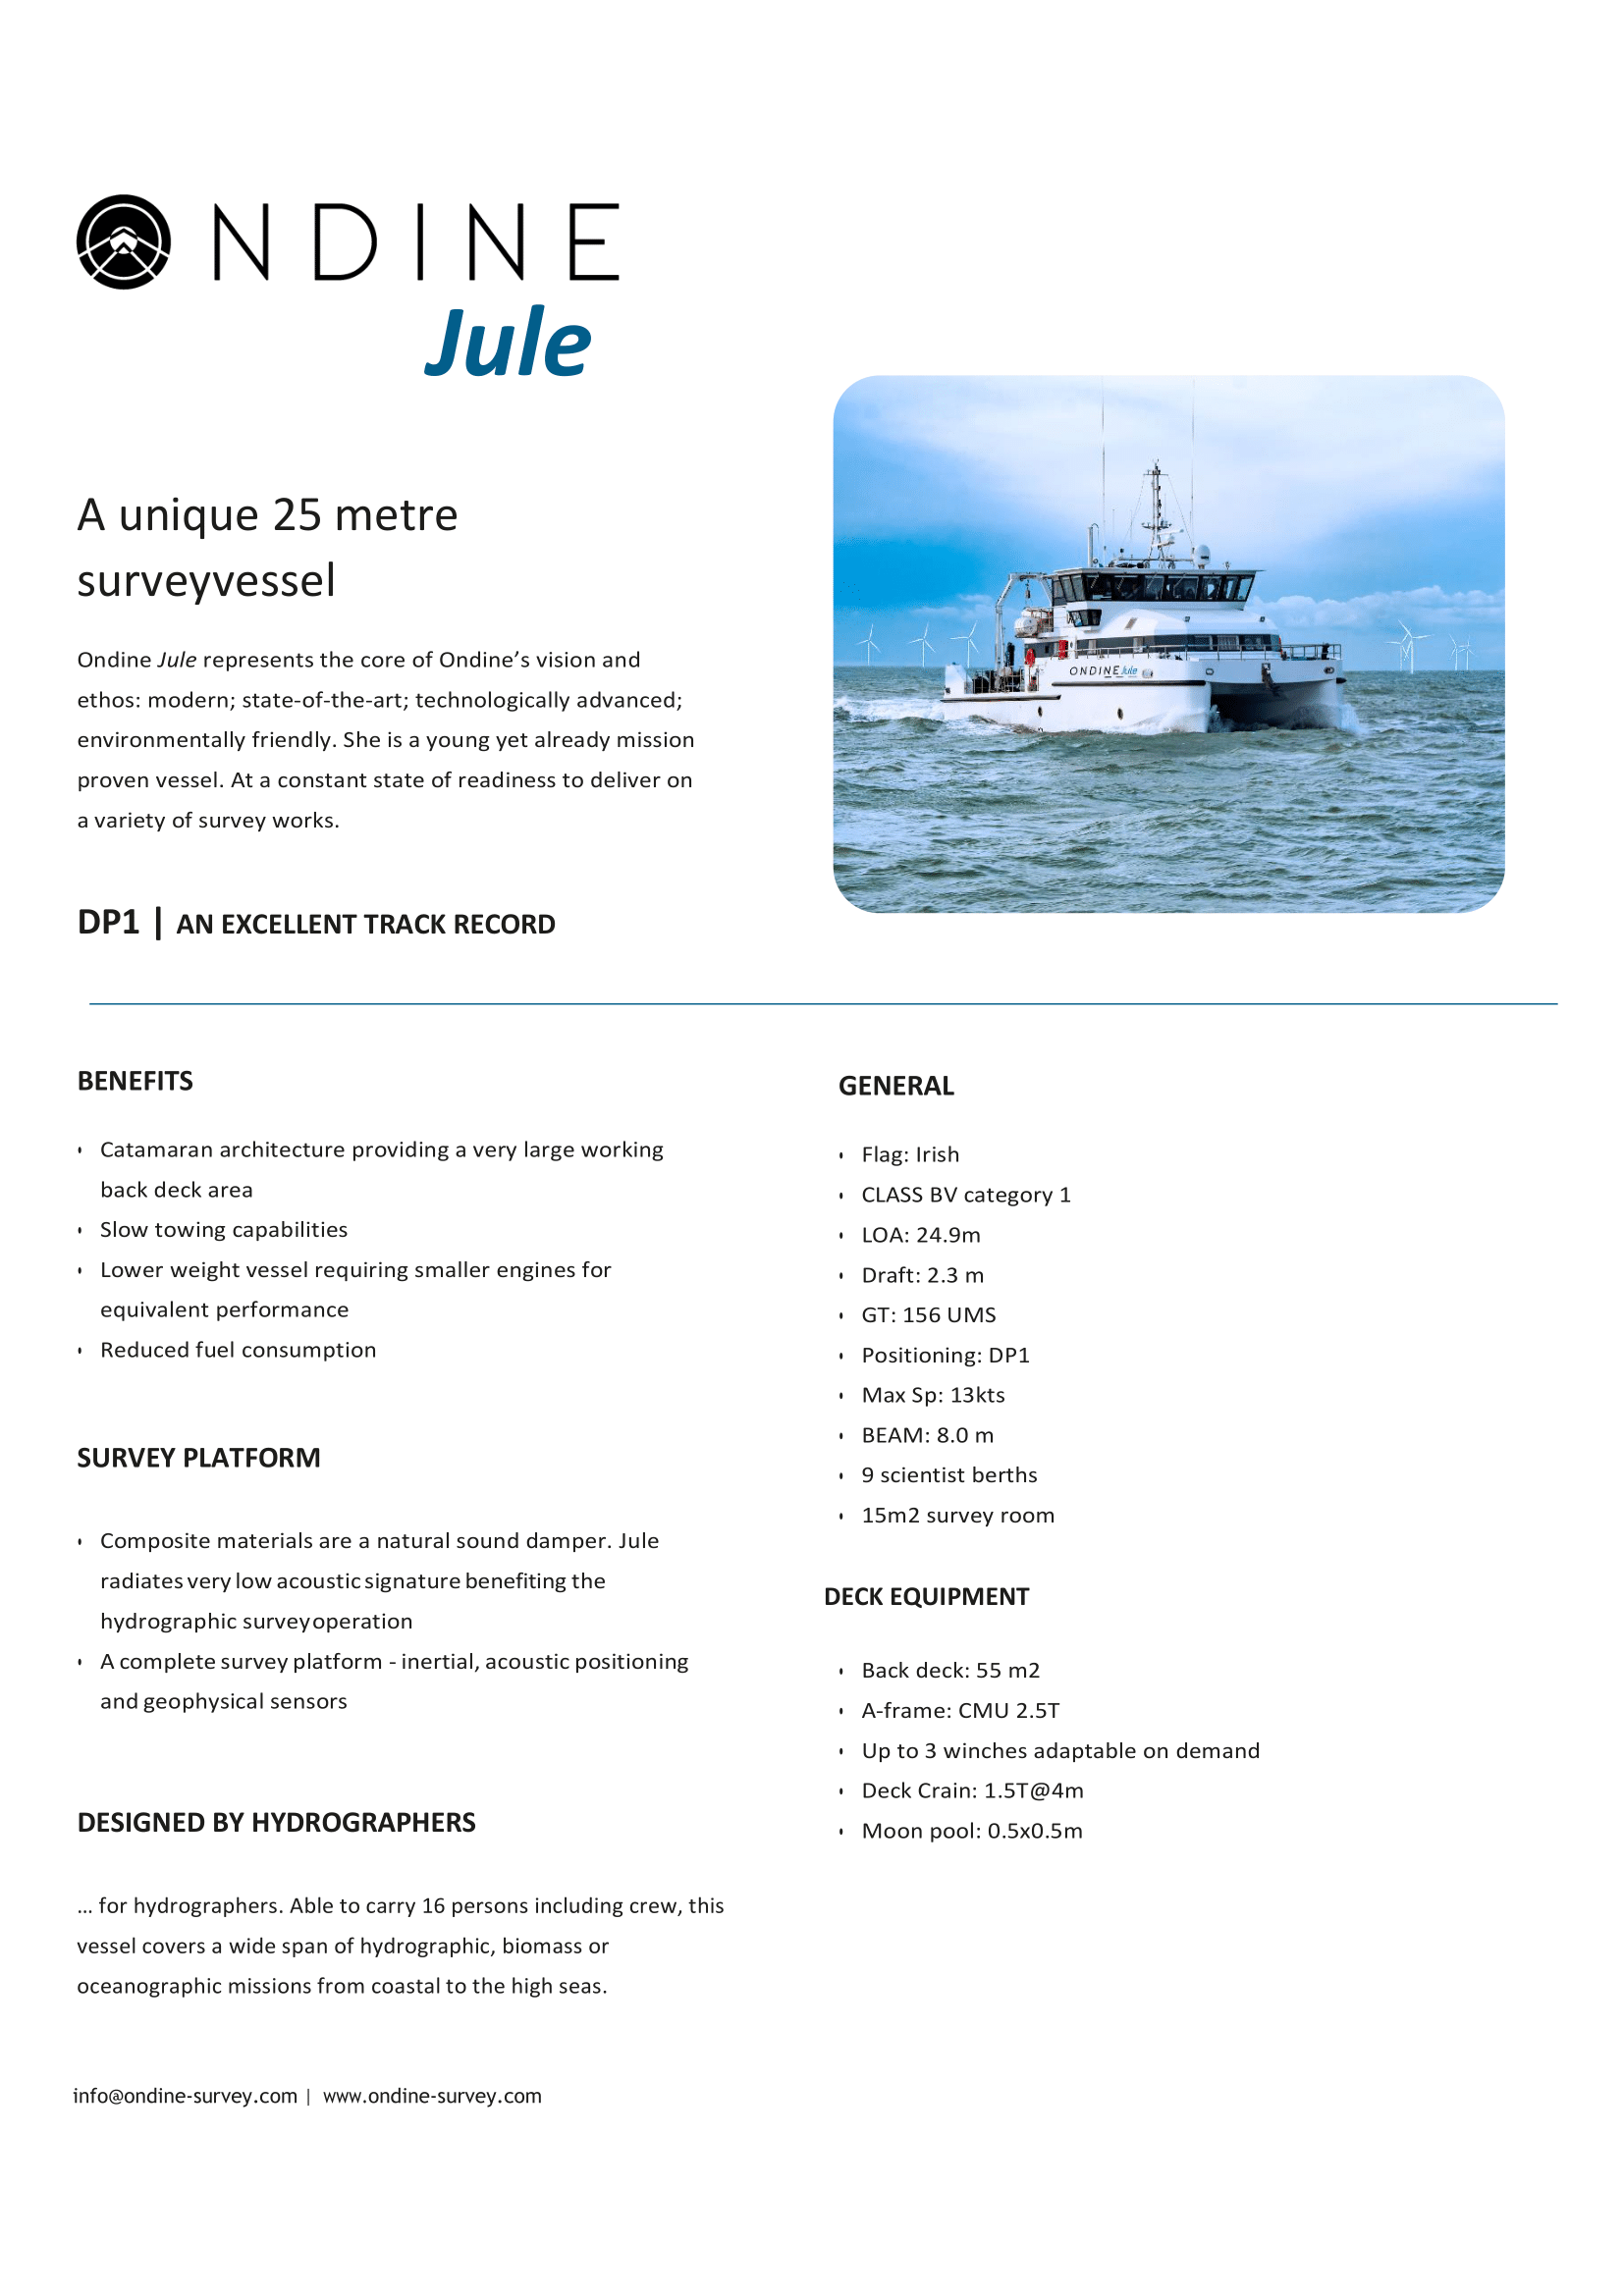 ONDINE
Jule
A unique 25 metre
surveyvessel
Ondine Jule represents the core of Ondine’s vision and
ethos: modern; state-of-the-art; technologically advanced;
environmentally friendly. She is a young yet already mission
proven vessel. At a constant state of readiness to deliver on
a variety of survey works.
DP1 | AN EXCELLENT TRACK RECORD
ONDINE Jule
BENEFITS
• Catamaran architecture providing a very large working
back deck area
• Slow towing capabilities
• Lower weight vessel requiring smaller engines for
equivalent performance
• Reduced fuel consumption
SURVEY PLATFORM
• Composite materials are a natural sound damper. Jule
radiates very low acoustic signature benefiting the
hydrographic survey operation
• A complete survey platform - inertial, acoustic positioning
and geophysical sensors
DESIGNED BY HYDROGRAPHERS
... for hydrographers. Able to carry 16 persons including crew, this
vessel covers a wide span of hydrographic, biomass or
oceanographic missions from coastal to the high seas.
GENERAL
• Flag: Irish
• CLASS BV category 1
• LOA: 24.9m
• Draft: 2.3 m
• GT: 156 UMS
• Positioning: DP1
• Max Sp: 13kts
• BEAM: 8.0 m
• 9 scientist berths
• 15m2 survey room
DECK EQUIPMENT
• Back deck: 55 m2
• A-frame: CMU 2.5T
• Up to 3 winches adaptable on demand
• Deck Crain: 1.5T@4m
• Moon pool: 0.5x0.5m
info@ondine-survey.com | www.ondine-survey.com